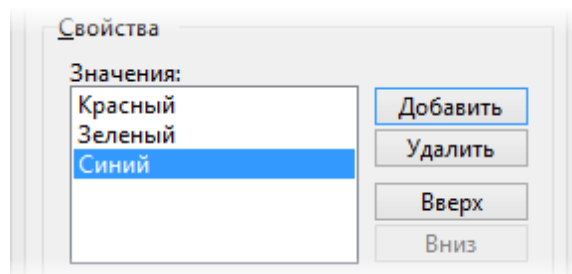 Свойства
Значения:
Красный
Зеленый
Синий
Добавить
Удалить
Вверх
Вниз